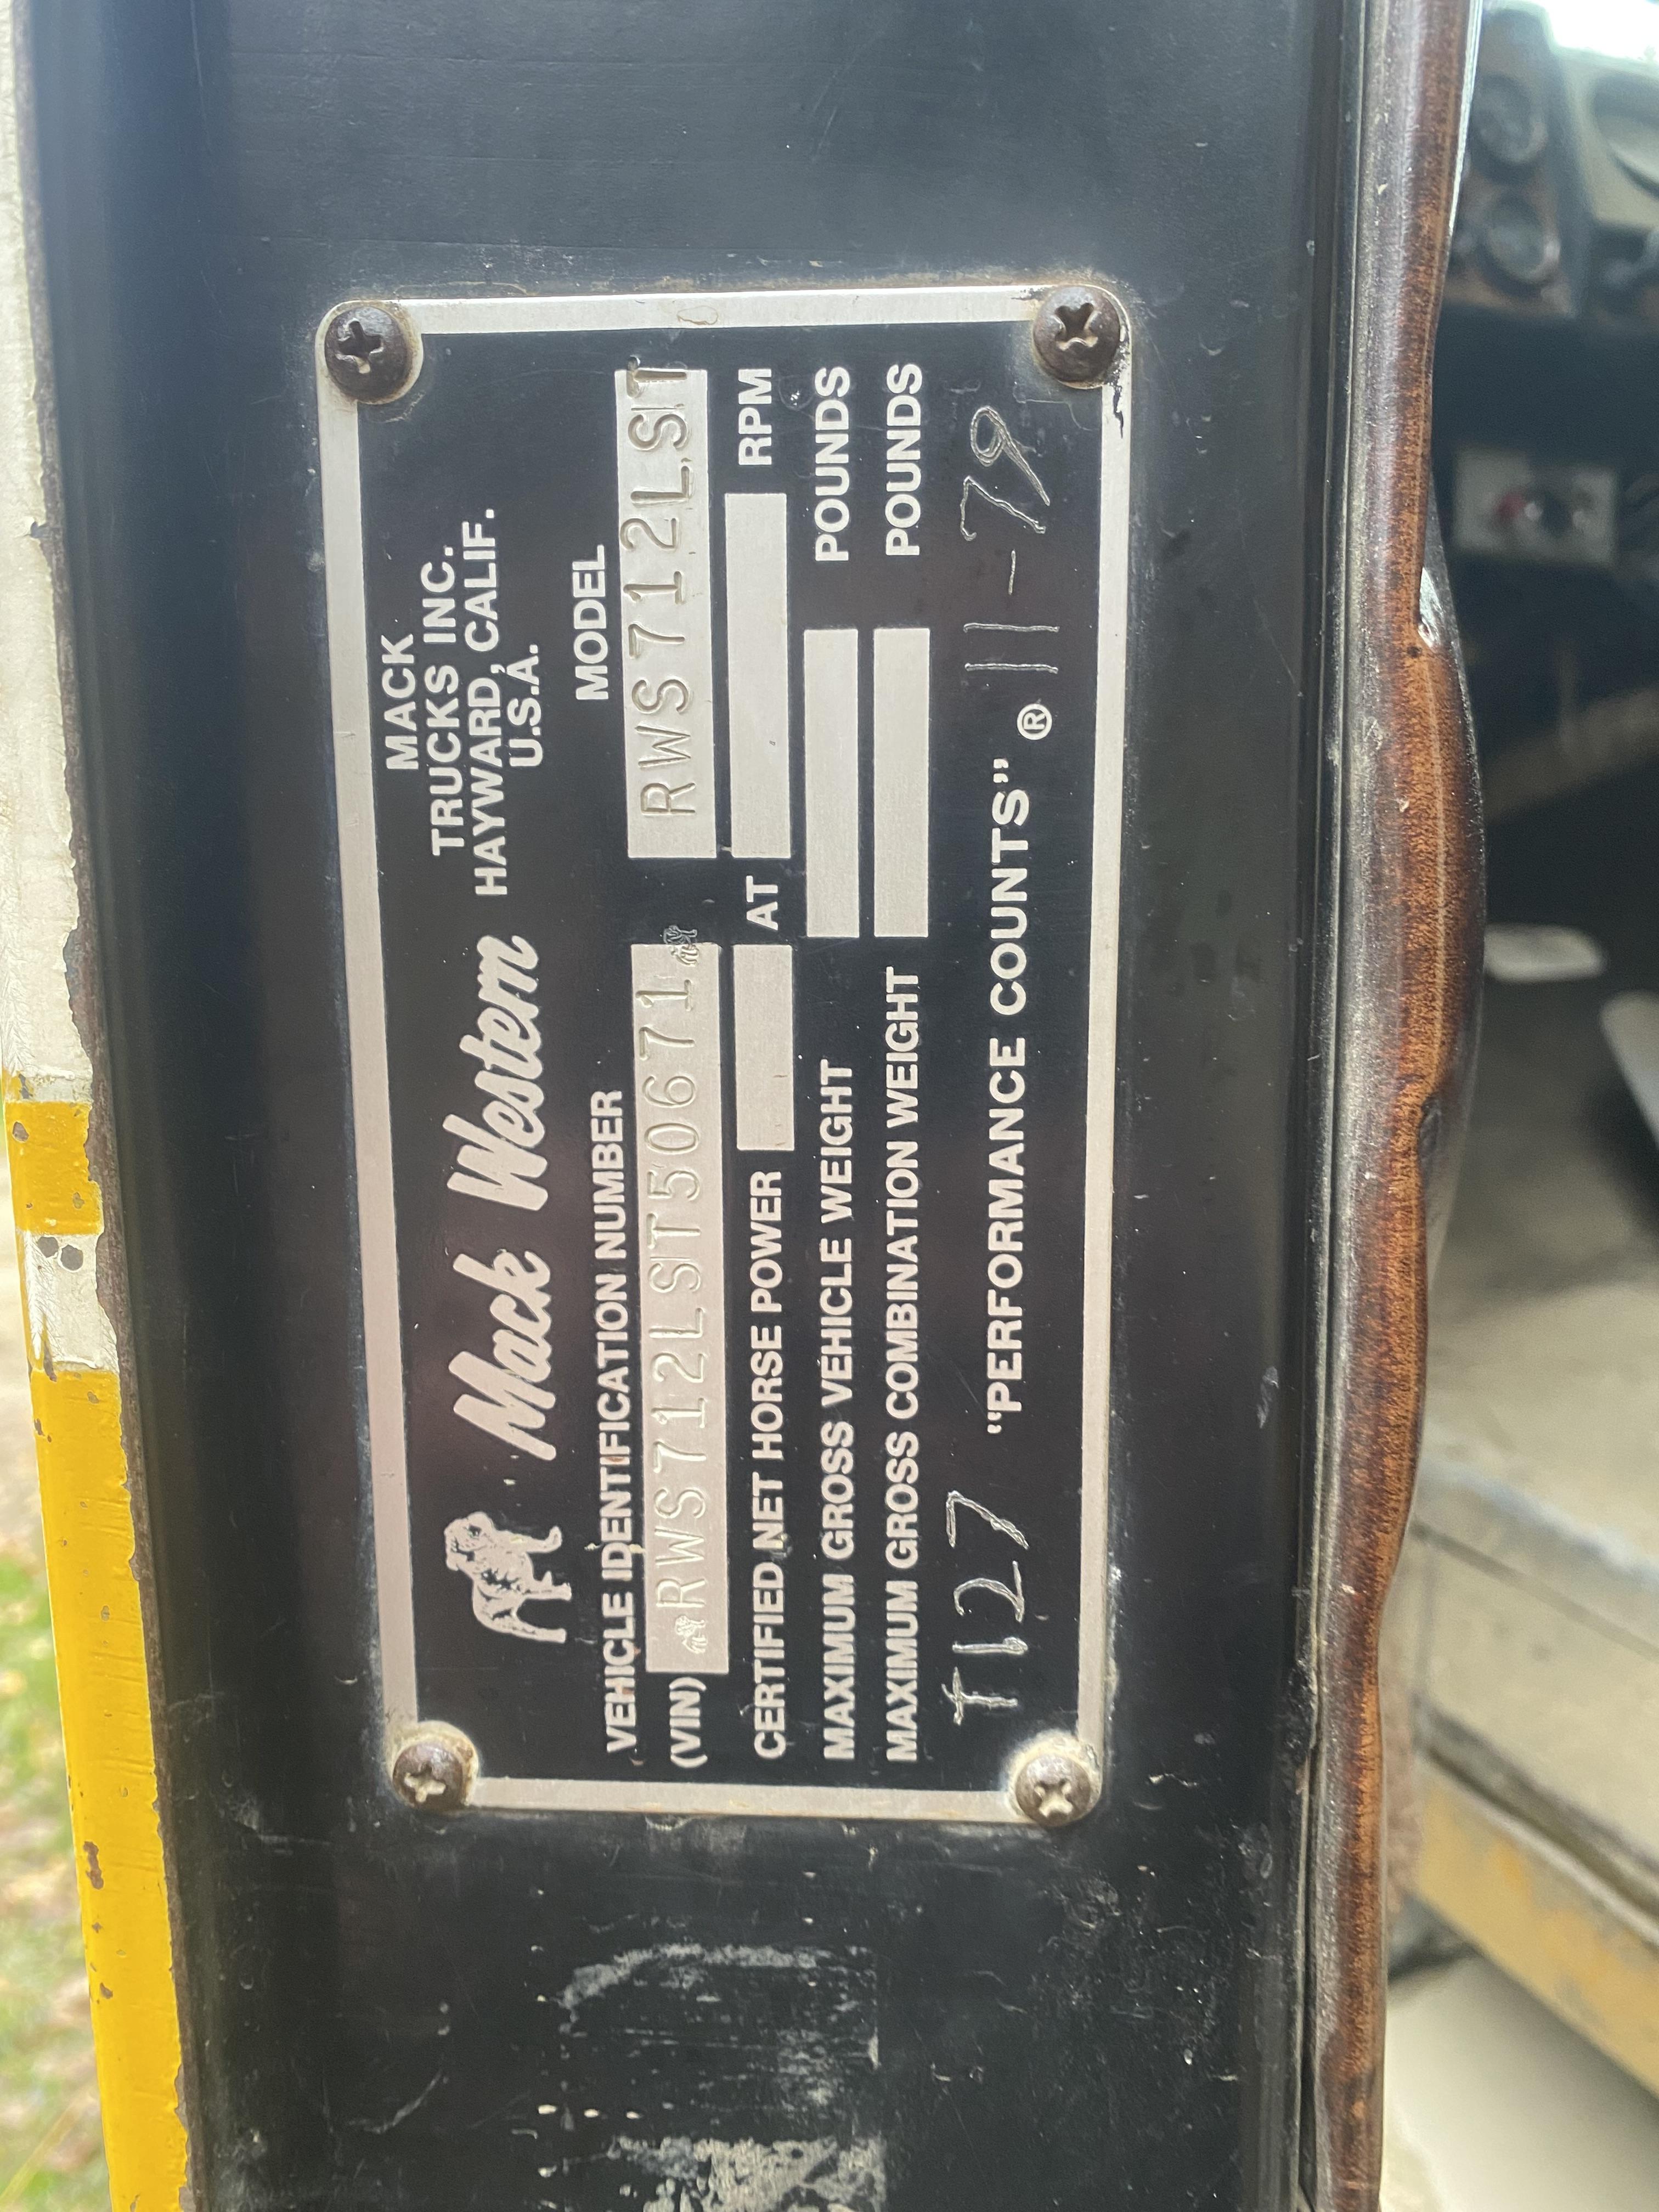 Mack Western
MACK
TRUCKS INC.
HAYWARD, CALIF.
U.S.A.
VEHICLE IDENTIFICATION NUMBER MODEL
(VIN) RWS712LST50671 RWS712LST
CERTIFIED NET HORSE POWER AT RPM
MAXIMUM GROSS VEHICLE WEIGHT POUNDS
MAXIMUM GROSS COMBINATION WEIGHT POUNDS
T127 "PERFORMANCE COUNTS"® 11-79